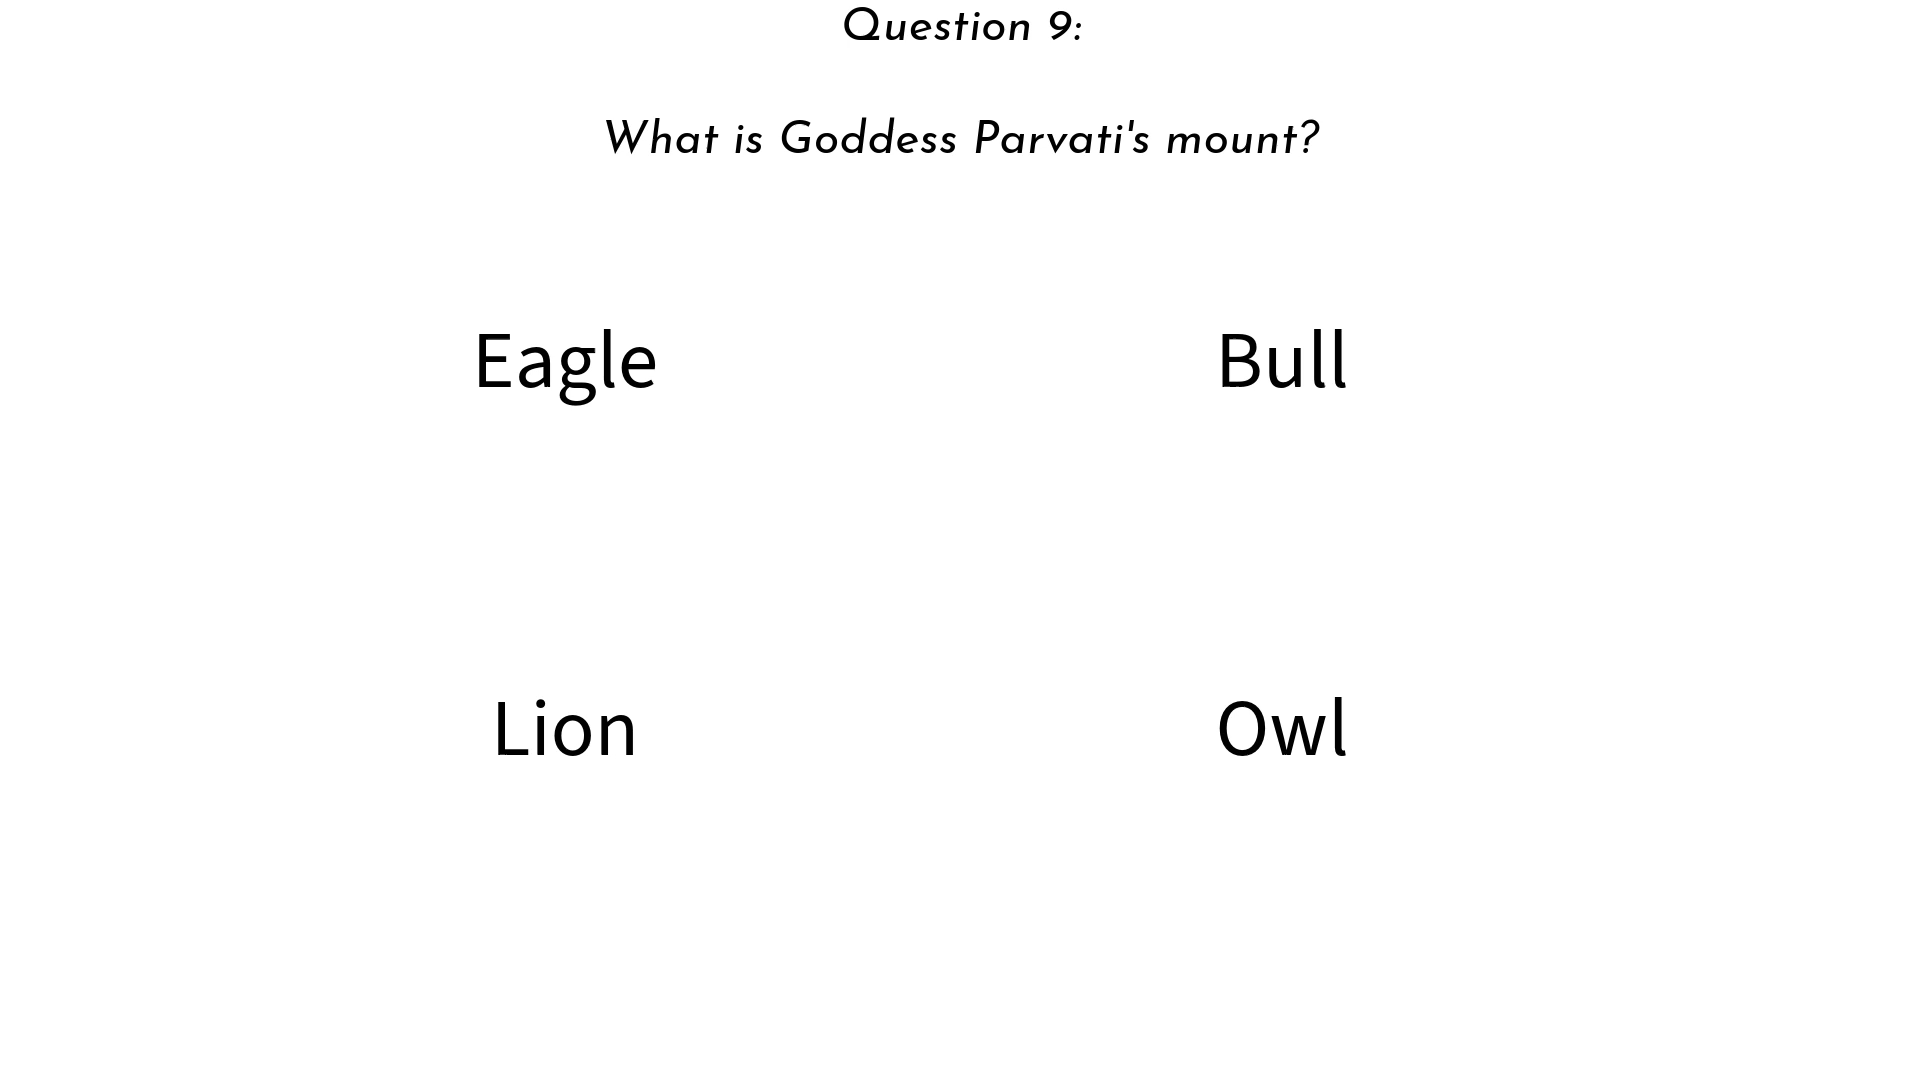 Question 9:
What is Goddess Parvati's mount?
Eagle
Bull
Lion
Owl